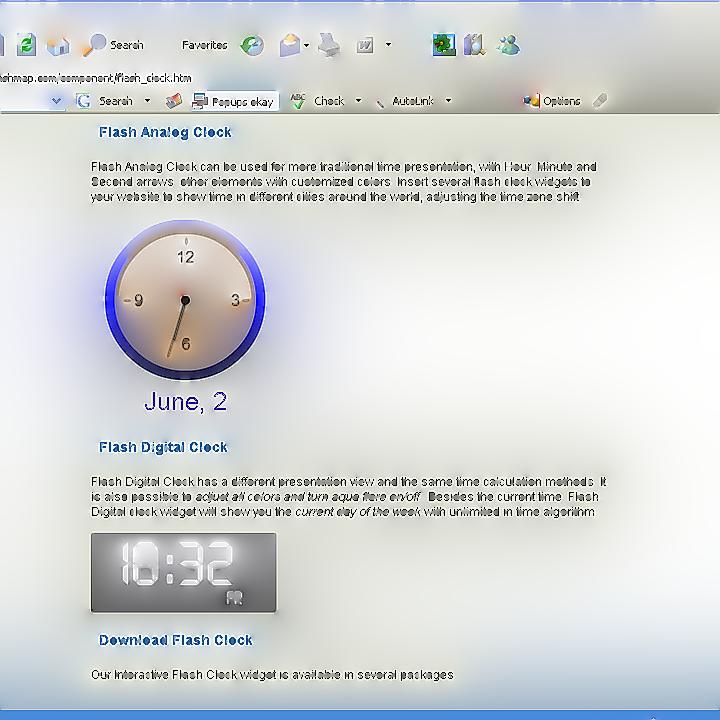 Search Favorites
shmap.com/component/flash_clock.htm
Search Popups okay Check AutoLink Options
Flash Analog Clock
Flash Analog Clock can be used for more traditional time presentation, with Hour, Minute and
Second arrows, other elements with customized colors. Insert several flash clock widgets to
your website to show time in different cities around the world, adjusting the time zone shift.
12
9 3
6
June, 2
Flash Digital Clock
Flash Digital Clock has a different presentation view and the same time calculation methods. It
is also possible to adjust all colors and turn aqua flare on/off. Besides the current time, Flash
Digital clock widget will show you the current day of the week with unlimited in time algorithm.
10:32
Download Flash Clock
Our Interactive Flash Clock widget is available in several packages